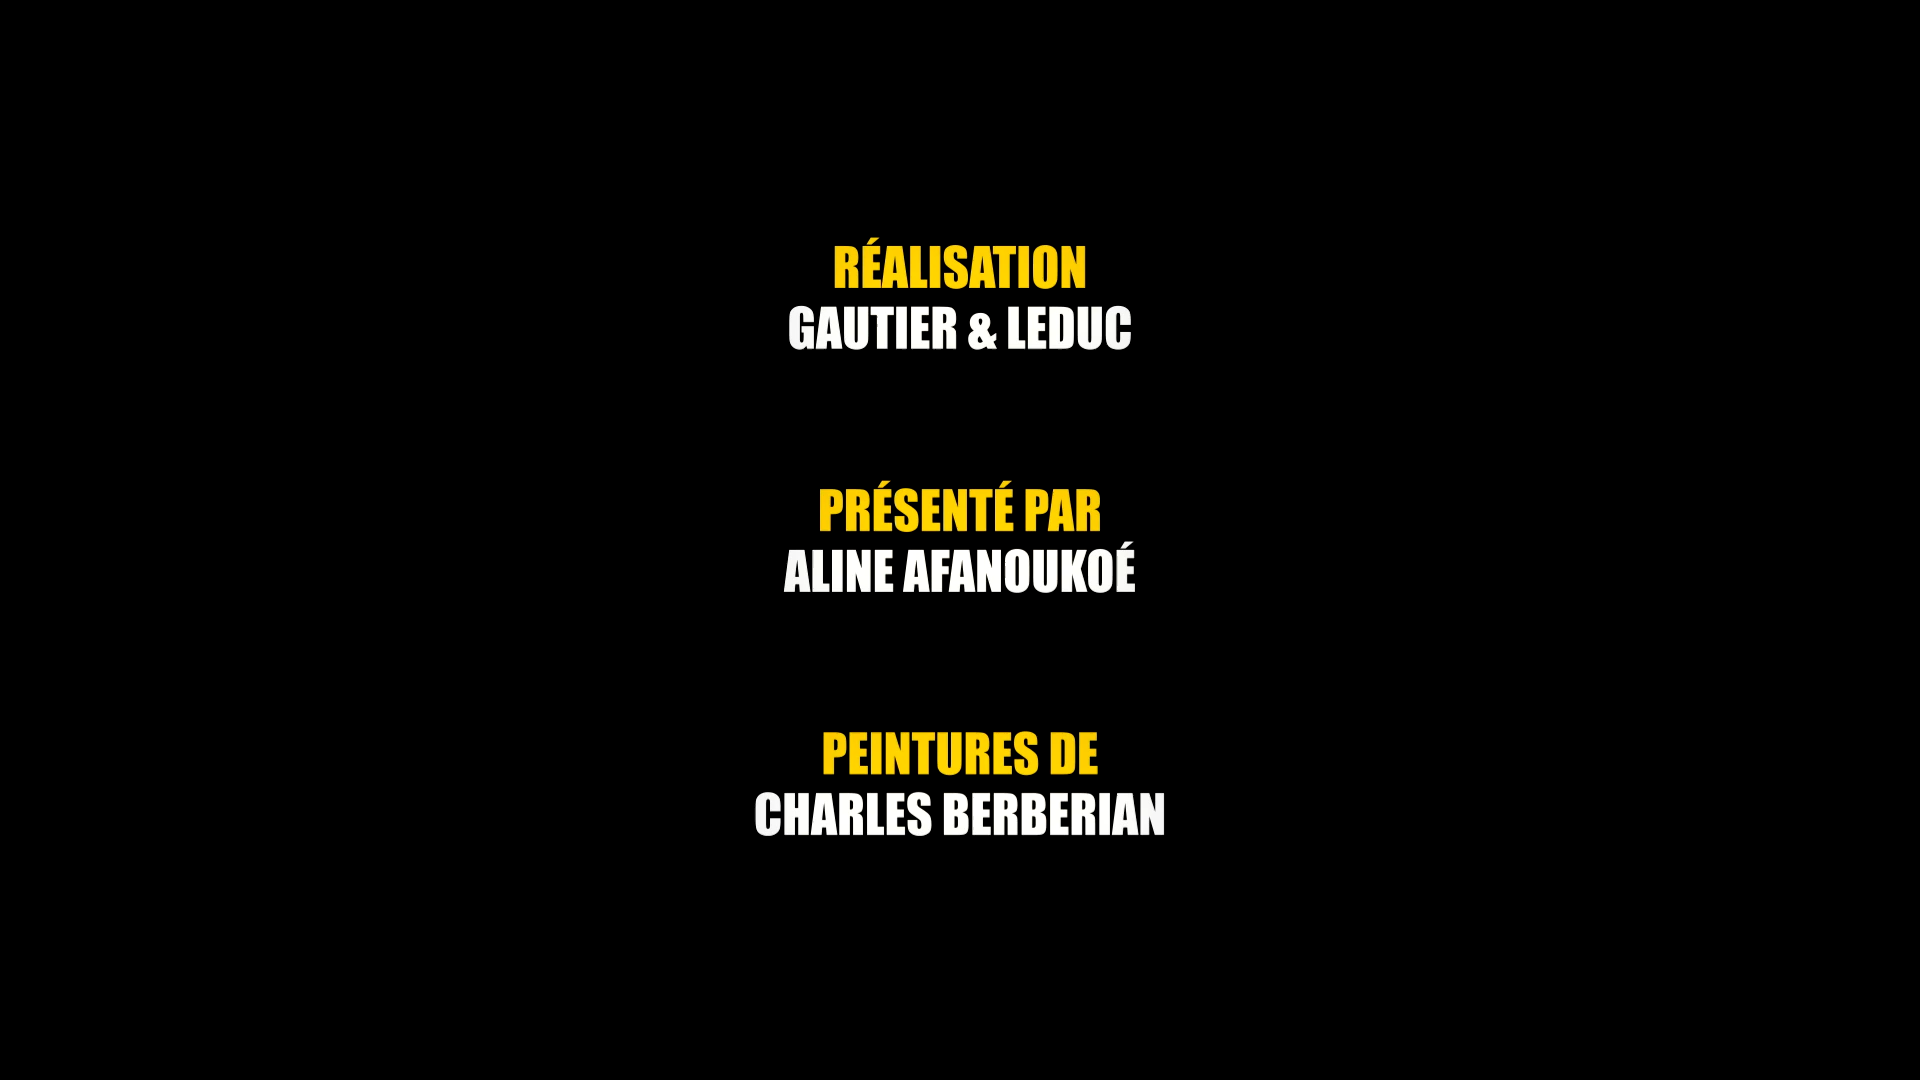 RÉALISATION
GAUTIER & LEDUC
PRÉSENTÉ PAR
ALINE AFANOUKOÉ
PEINTURES DE
CHARLES BERBERIAN